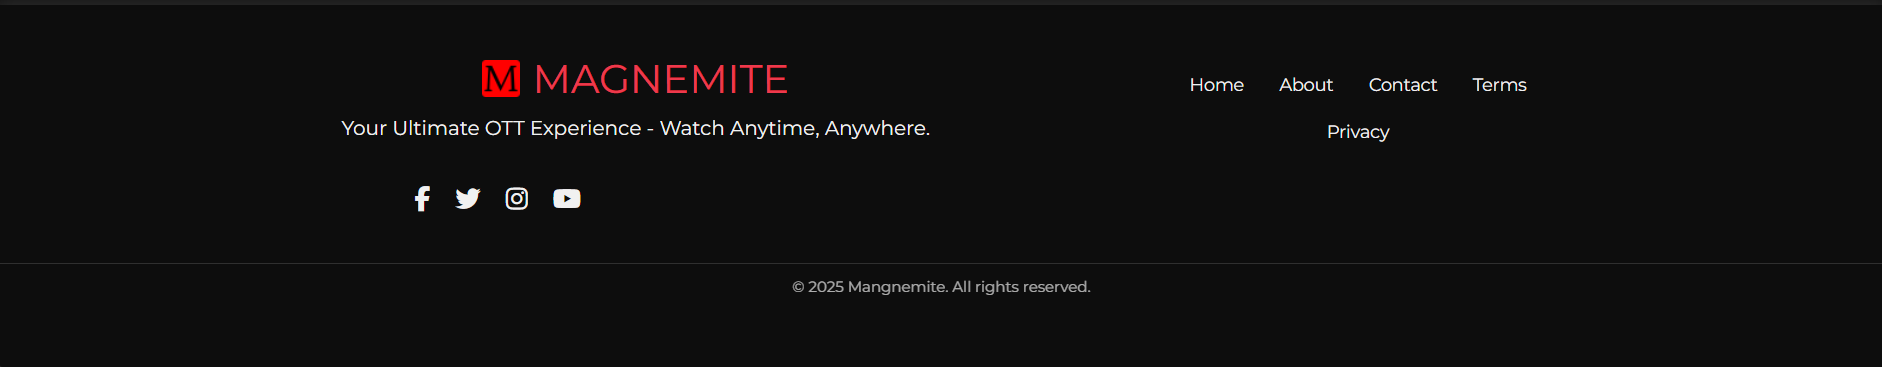 M MAGNEMITE
Your Ultimate OTT Experience - Watch Anytime, Anywhere.
Home About Contact Terms
Privacy
© 2025 Mangnemite. All rights reserved.